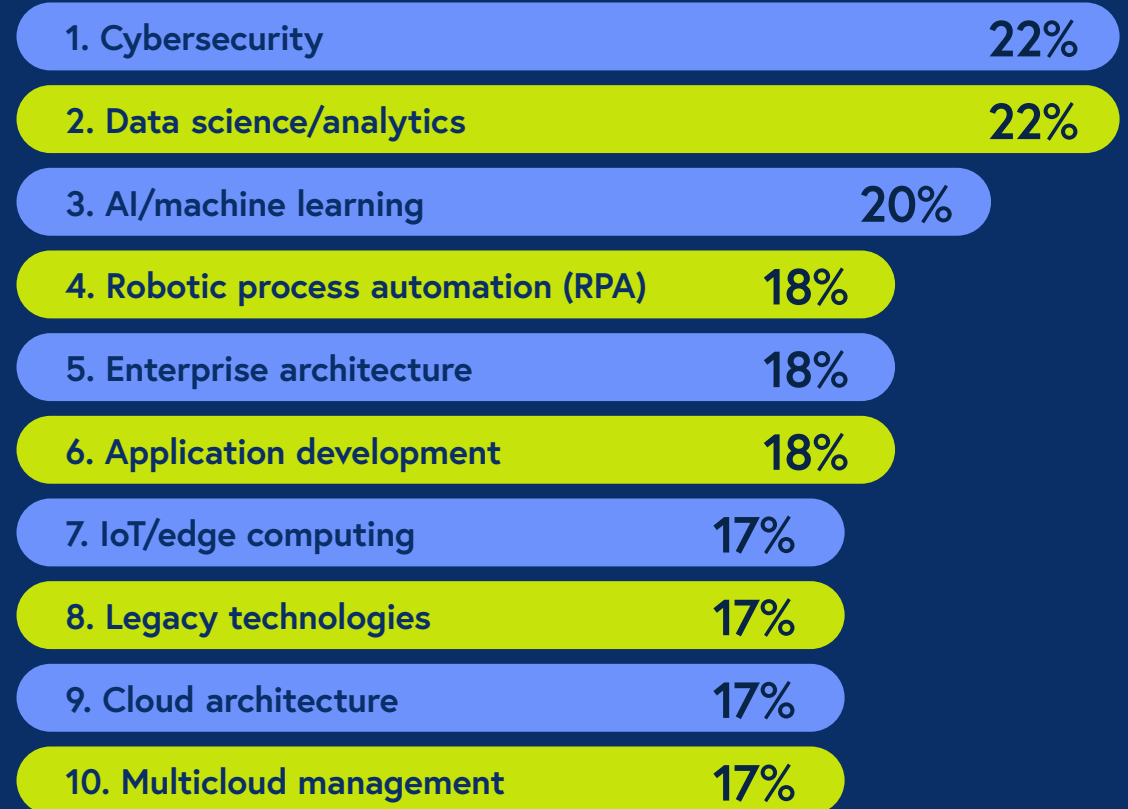 1. Cybersecurity 22%
2. Data science/analytics 22%
3. AI/machine learning 20%
4. Robotic process automation (RPA) 18%
5. Enterprise architecture 18%
6. Application development 18%
7. IoT/edge computing 17%
8. Legacy technologies 17%
9. Cloud architecture 17%
10. Multicloud management 17%